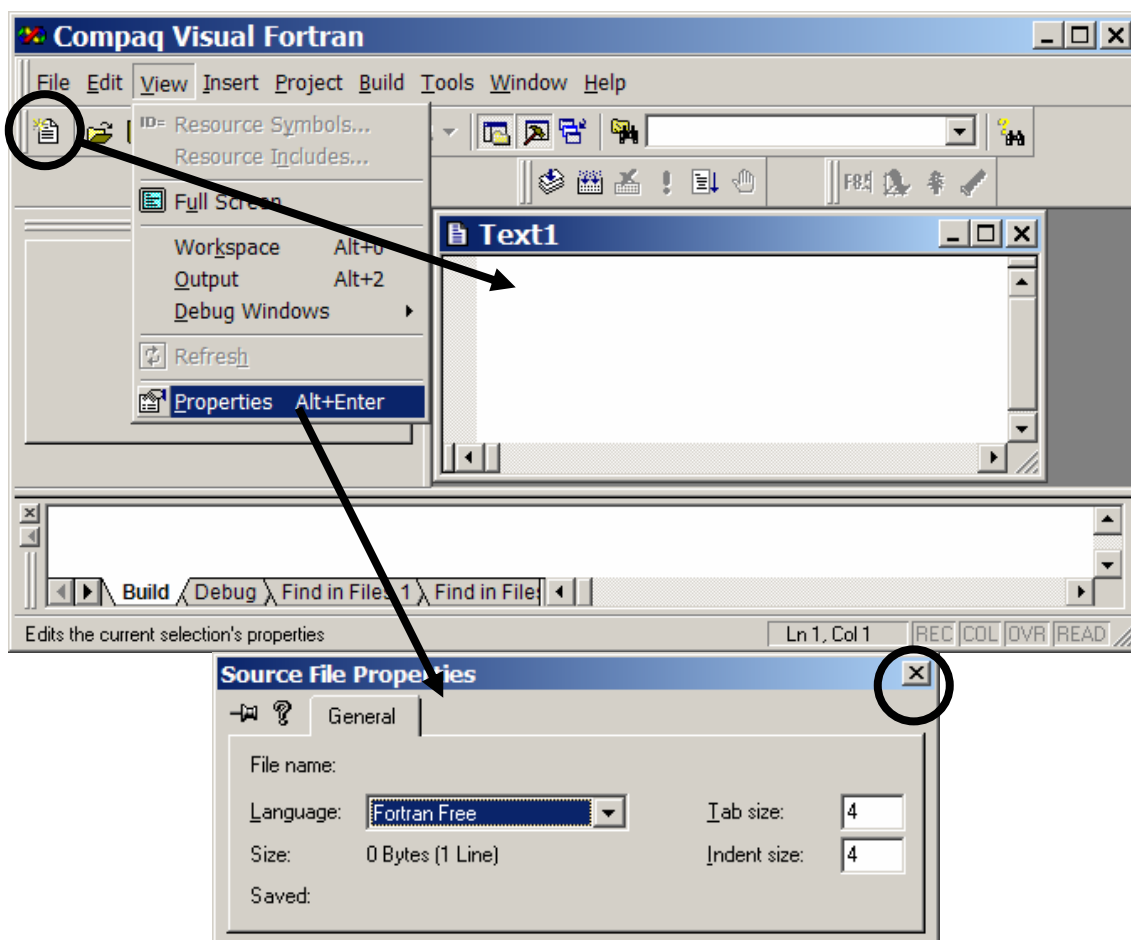 Compaq Visual Fortran
File Edit View Insert Project Build Tools Window Help
ID= Resource Symbols...
Resource Includes...
Full Screen
Workspace Alt+0
Output Alt+2
Debug Windows
Refresh
Properties Alt+Enter
Text1
Build Debug Find in Files 1 Find in Files
Edits the current selection's properties Ln 1, Col 1 REC COL OVR READ
Source File Properties
General
File name:
Language: Fortran Free Tab size: 4
Size: 0 Bytes (1 Line) Indent size: 4
Saved: